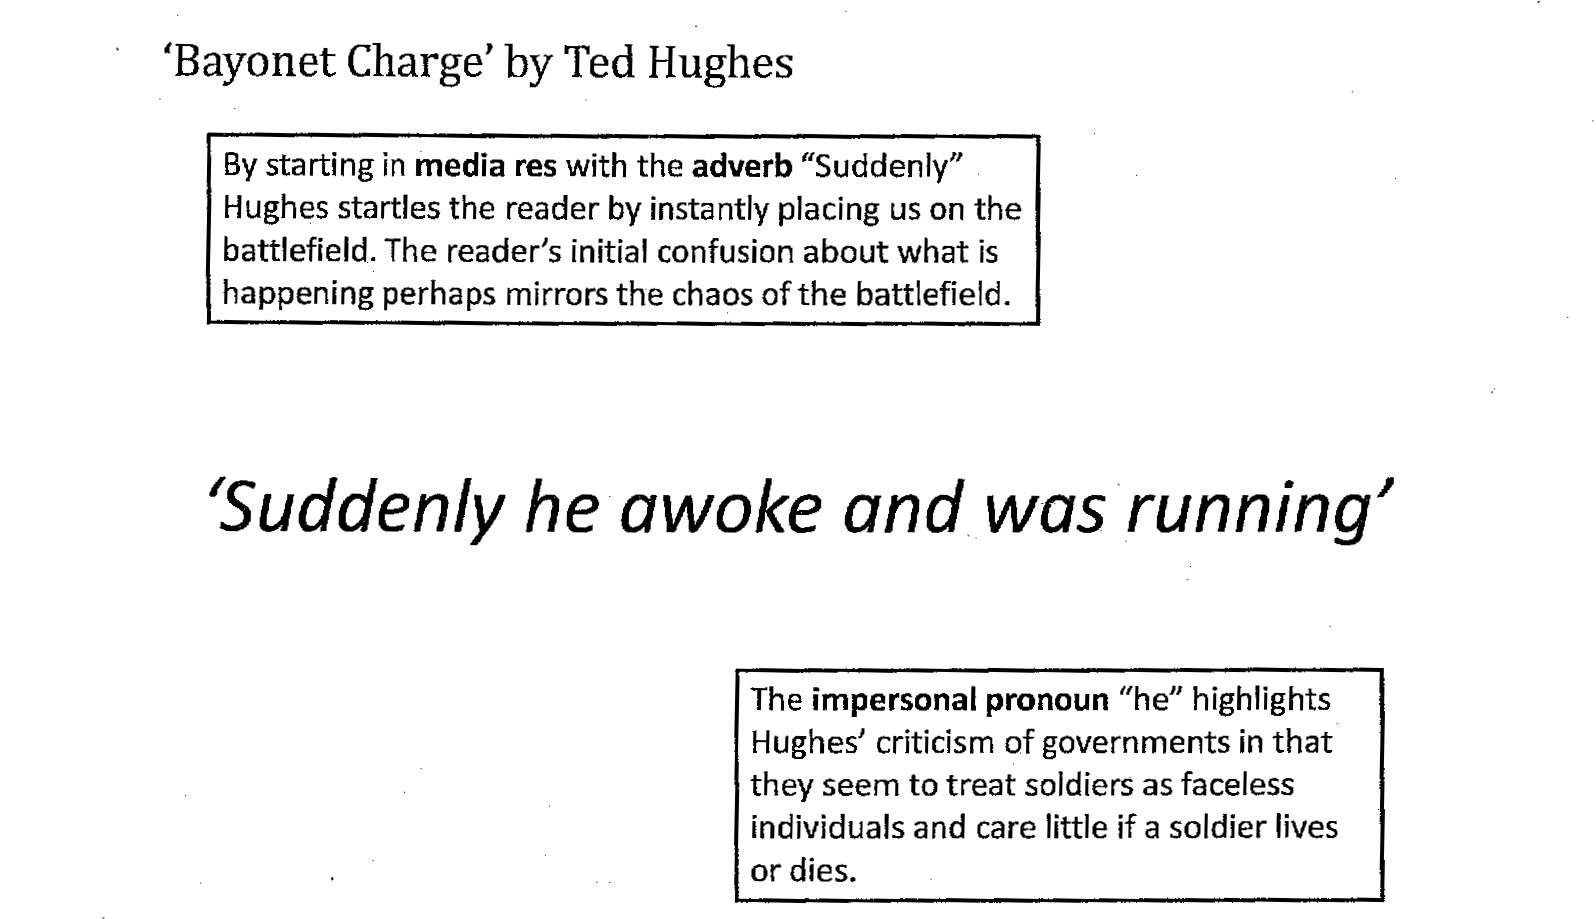 ‘Bayonet Charge’ by Ted Hughes
By starting in media res with the adverb “Suddenly”
Hughes startles the reader by instantly placing us on the
battlefield. The reader’s initial confusion about what is
happening perhaps mirrors the chaos of the battlefield.
‘Suddenly he awoke and was running’
The impersonal pronoun “he” highlights
Hughes’ criticism of governments in that
they seem to treat soldiers as faceless
individuals and care little if a soldier lives
or dies.